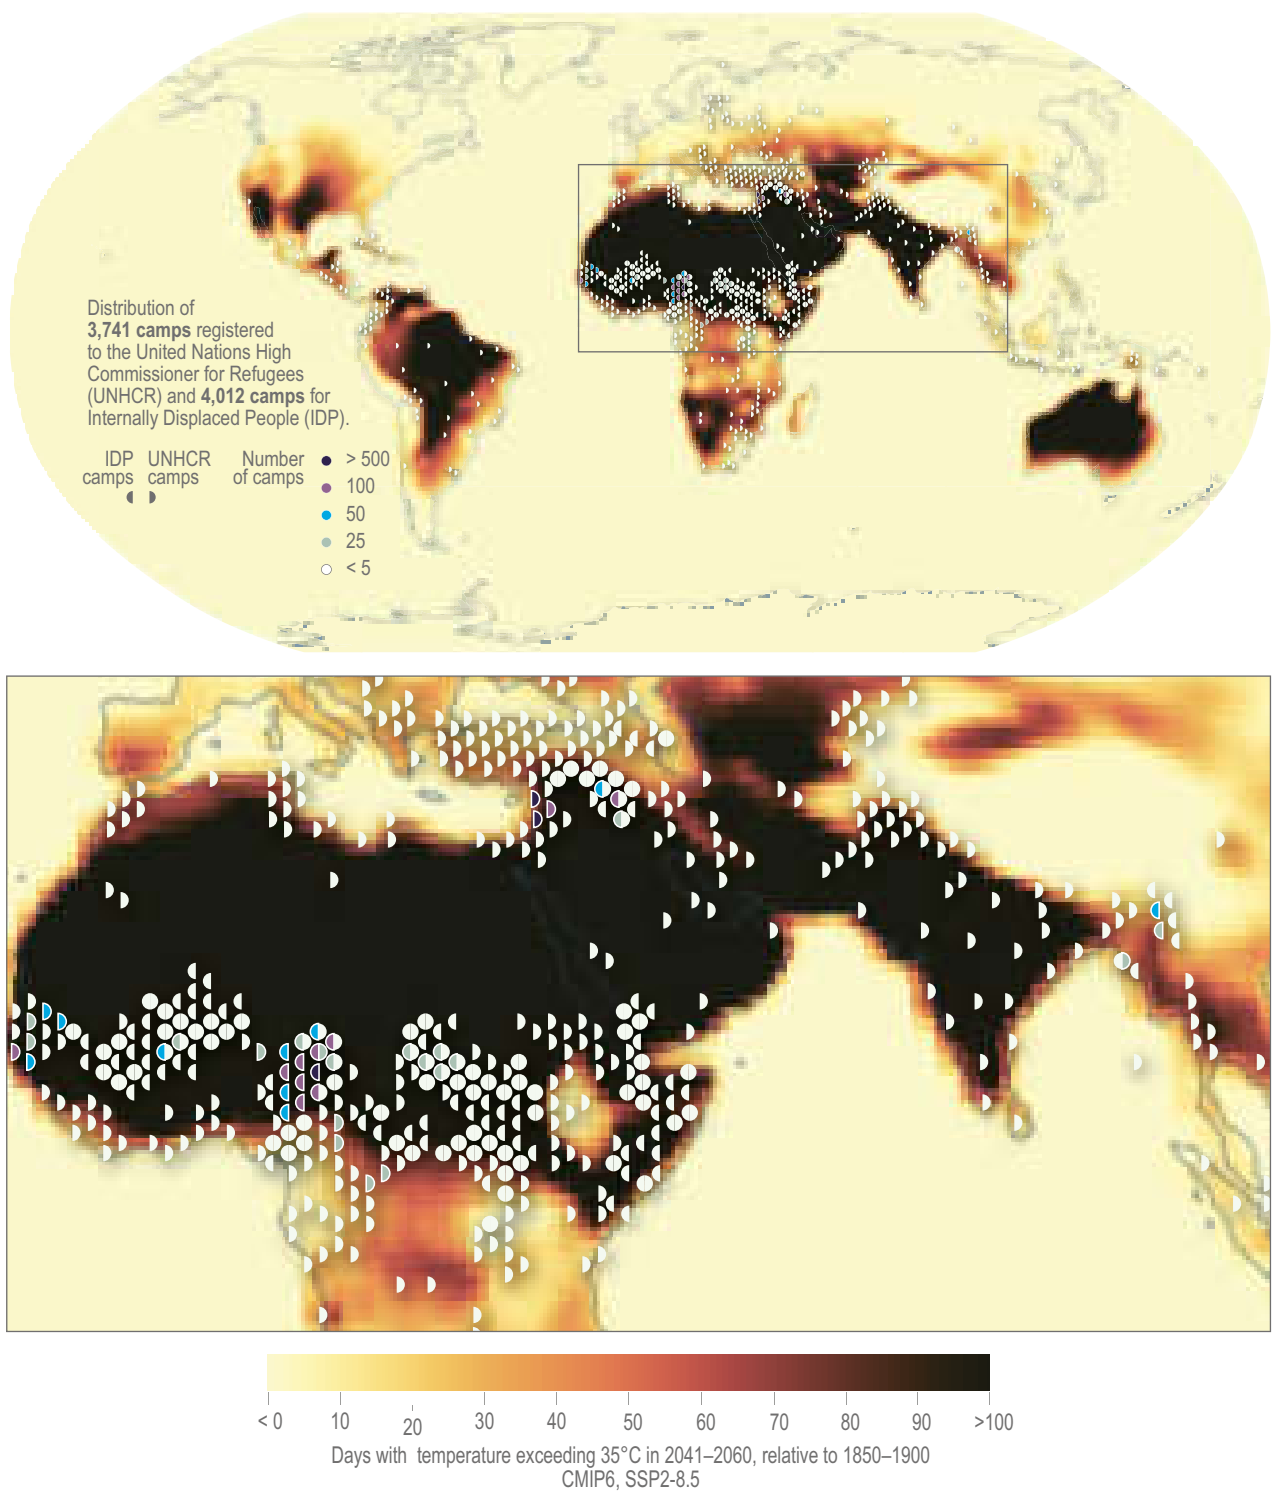 Distribution of
3,741 camps registered
to the United Nations High
Commissioner for Refugees
(UNHCR) and 4,012 camps for
Internally Displaced People (IDP).
IDP camps
UNHCR camps
Number of camps
> 500
100
50
25
< 5
< 0 10 20 30 40 50 60 70 80 90 >100
Days with temperature exceeding 35°C in 2041–2060, relative to 1850–1900
CMIP6, SSP2-8.5